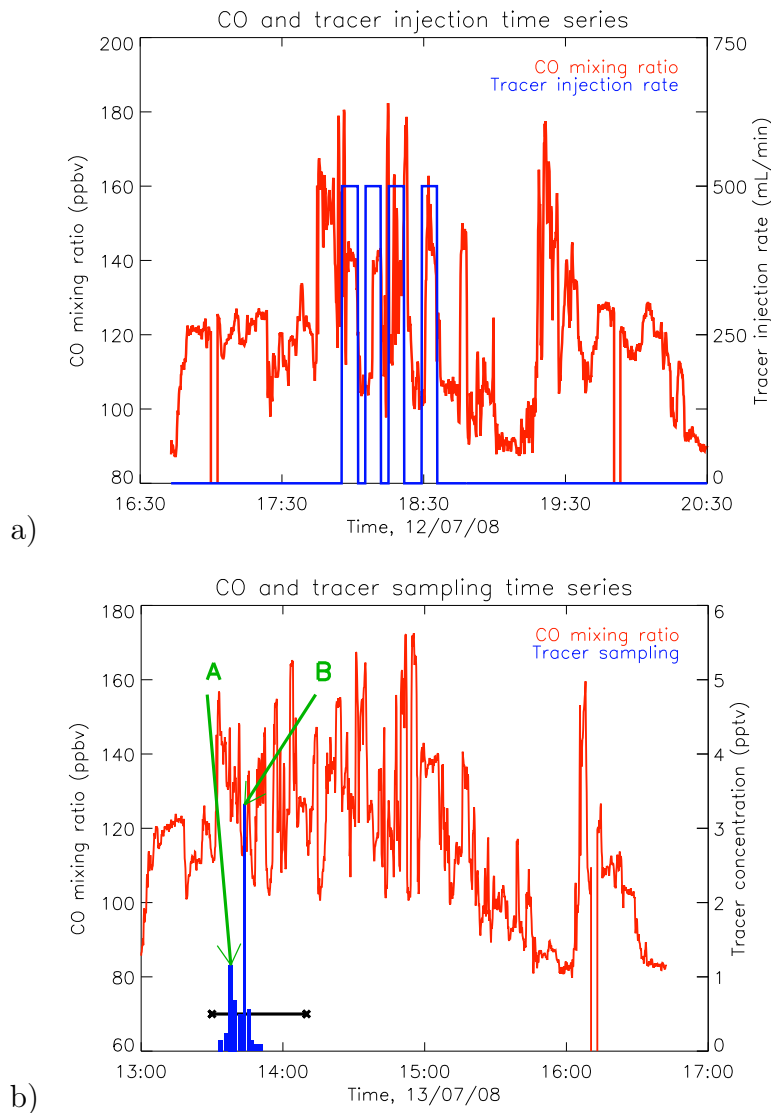 CO and tracer injection time series
200 750
CO mixing ratio
Tracer injection rate
180
160 500
140
120 250
100
80 0
CO mixing ratio (ppbv)
Tracer injection rate (mL/min)
16:30 17:30 18:30 19:30 20:30
Time, 12/07/08
a)
CO and tracer sampling time series
180 6
CO mixing ratio
Tracer sampling
A B
160 5
4
140
120 3
100 2
80 1
60 0
CO mixing ratio (ppbv)
Tracer concentration (pptv)
13:00 14:00 15:00 16:00 17:00
Time, 13/07/08
b)